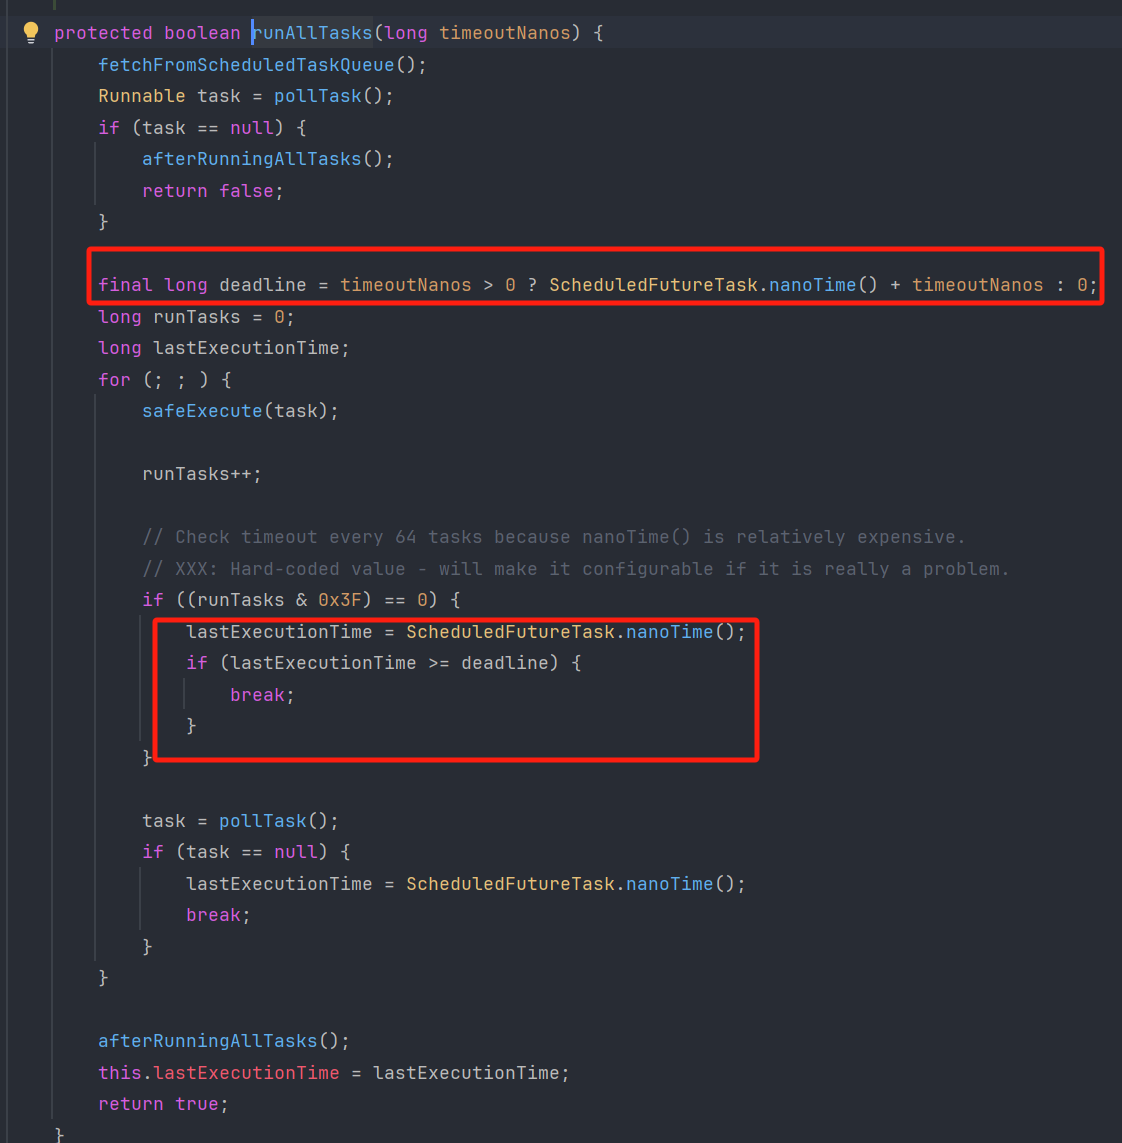 protected boolean runAllTasks(long timeoutNanos) {
fetchFromScheduledTaskQueue();
Runnable task = pollTask();
if (task == null) {
afterRunningAllTasks();
return false;
}
final long deadline = timeoutNanos > 0 ? ScheduledFutureTask.nanoTime() + timeoutNanos : 0;
long runTasks = 0;
long lastExecutionTime;
for (; ; ) {
safeExecute(task);
runTasks++;
// Check timeout every 64 tasks because nanoTime() is relatively expensive.
// XXX: Hard-coded value - will make it configurable if it is really a problem.
if ((runTasks & 0x3F) == 0) {
lastExecutionTime = ScheduledFutureTask.nanoTime();
if (lastExecutionTime >= deadline) {
break;
}
}
task = pollTask();
if (task == null) {
lastExecutionTime = ScheduledFutureTask.nanoTime();
break;
}
}
afterRunningAllTasks();
this.lastExecutionTime = lastExecutionTime;
return true;
}